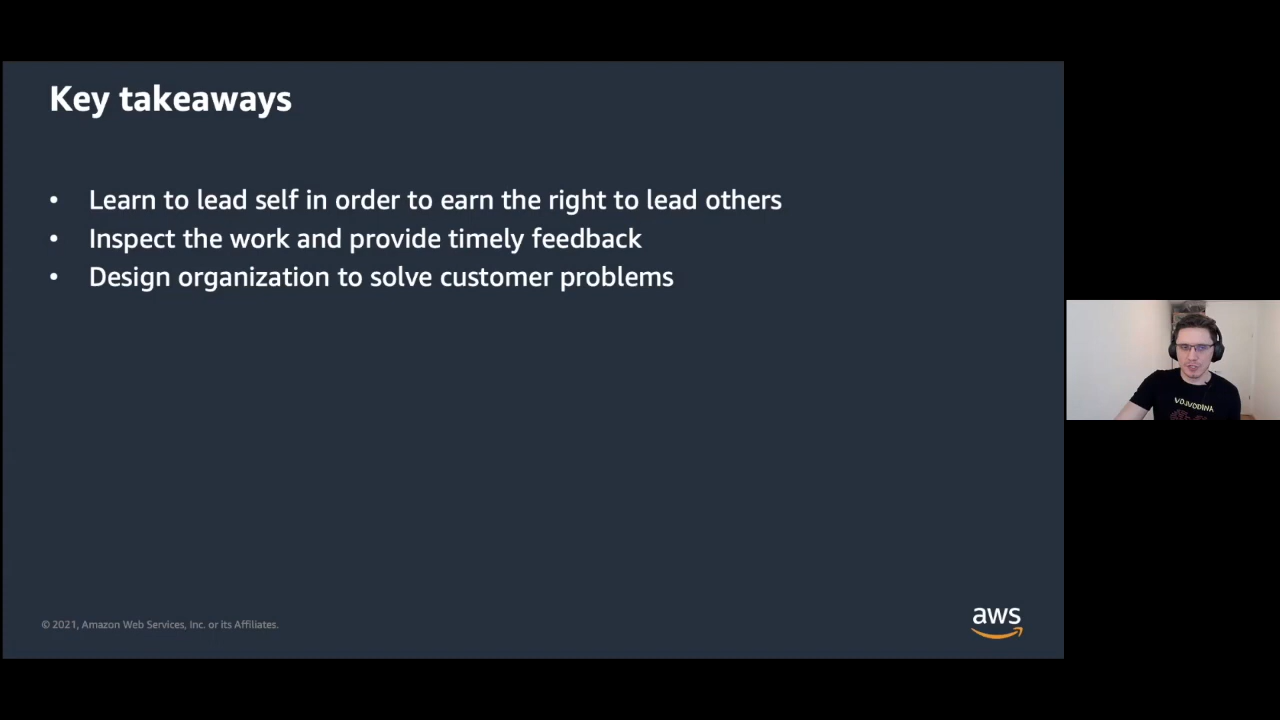 Key takeaways
• Learn to lead self in order to earn the right to lead others
• Inspect the work and provide timely feedback
• Design organization to solve customer problems
© 2021, Amazon Web Services, Inc. or its Affiliates.
aws
VOJVODINA